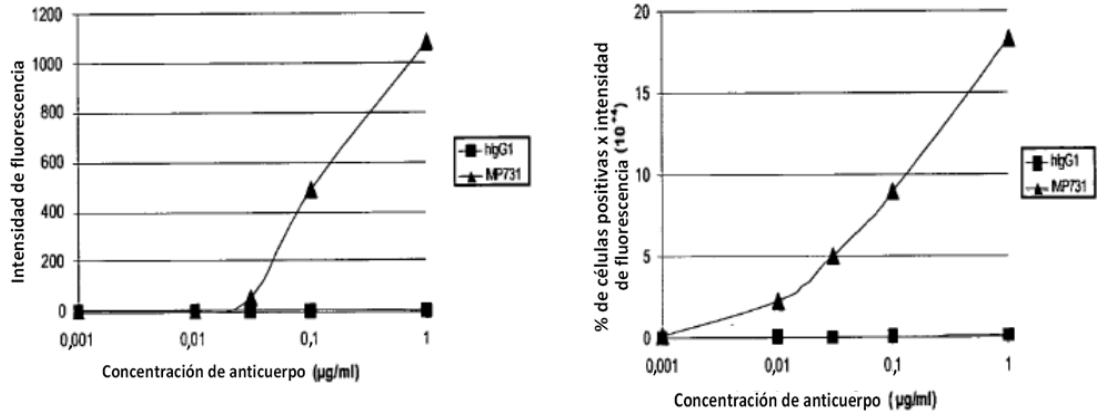 1200
1000
800
600
400
200
0
Intensidad de fluorescencia
0,001
0,01
0,1
1
Concentración de anticuerpo (µg/ml)
hIgG1
MP731
20
15
10
5
0
% de células positivas x intensidad
de fluorescencia (10⁻⁴)
0,001
0,01
0,1
1
Concentración de anticuerpo (µg/ml)
hIgG1
MP731